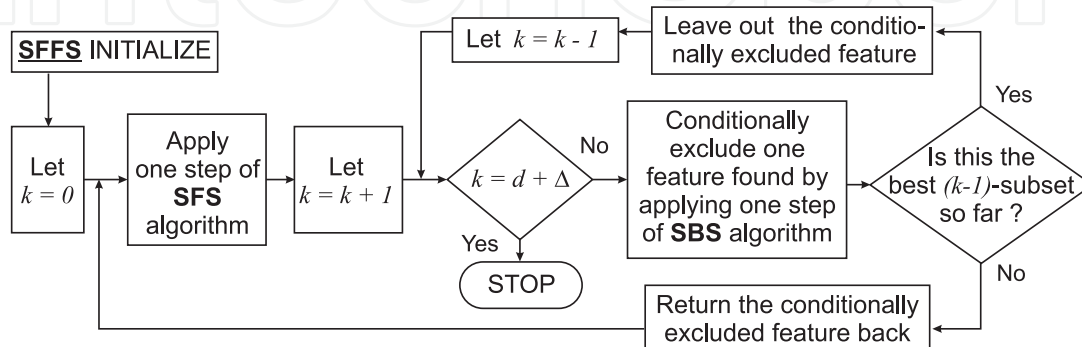 SFFS INITIALIZE
Let
k = 0
Apply
one step of
SFS
algorithm
Let
k = k + 1
Let k = k - 1
k = d + Δ
Yes
STOP
No
Conditionally
exclude one
feature found by
applying one step
of SBS algorithm
Leave out the conditio-
nally excluded feature
Yes
Is this the
best (k-1)-subset
so far ?
No
Return the conditionally
excluded feature back